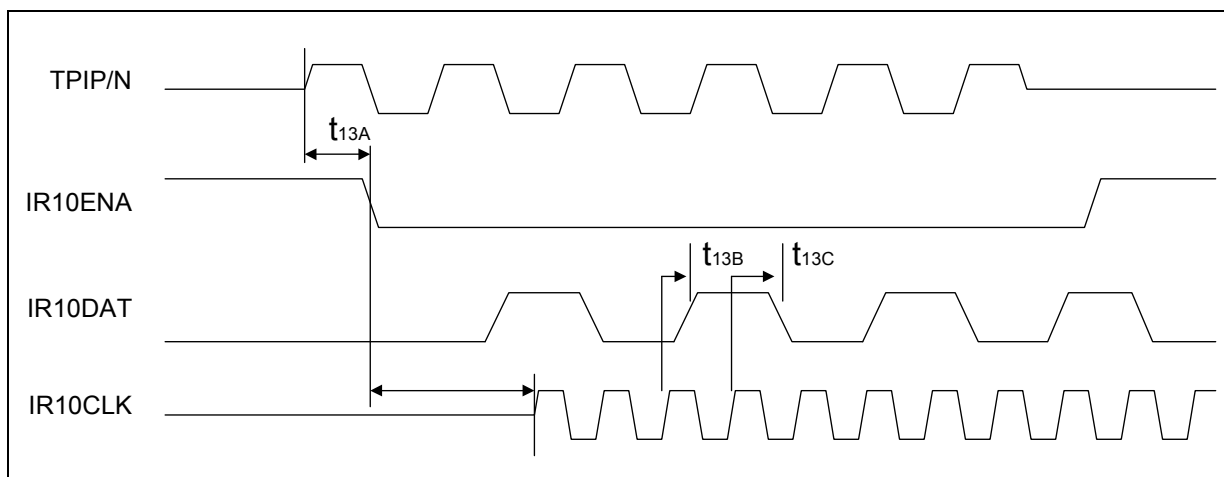 TPIP/N
t13A
IR10ENA
t13B t13C
IR10DAT
IR10CLK